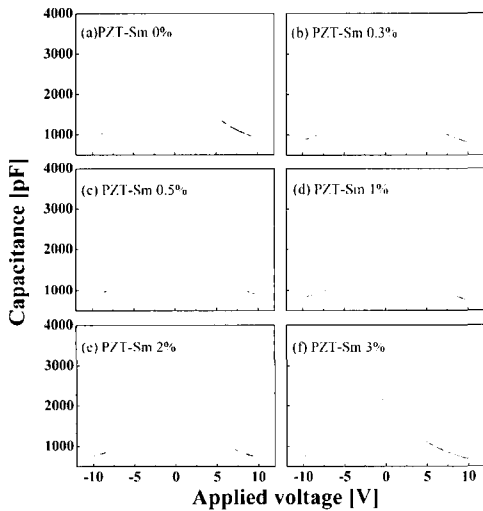 (a)PZT-Sm 0%
(b) PZT-Sm 0.3%
4000
3000
2000
1000
(c) PZT-Sm 0.5%
(d) PZT-Sm 1%
4000
3000
2000
1000
(e) PZT-Sm 2%
(f) PZT-Sm 3%
4000
3000
2000
1000
Capacitance [pF]
-10 -5 0 5 10 -10 -5 0 5 10
Applied voltage [V]